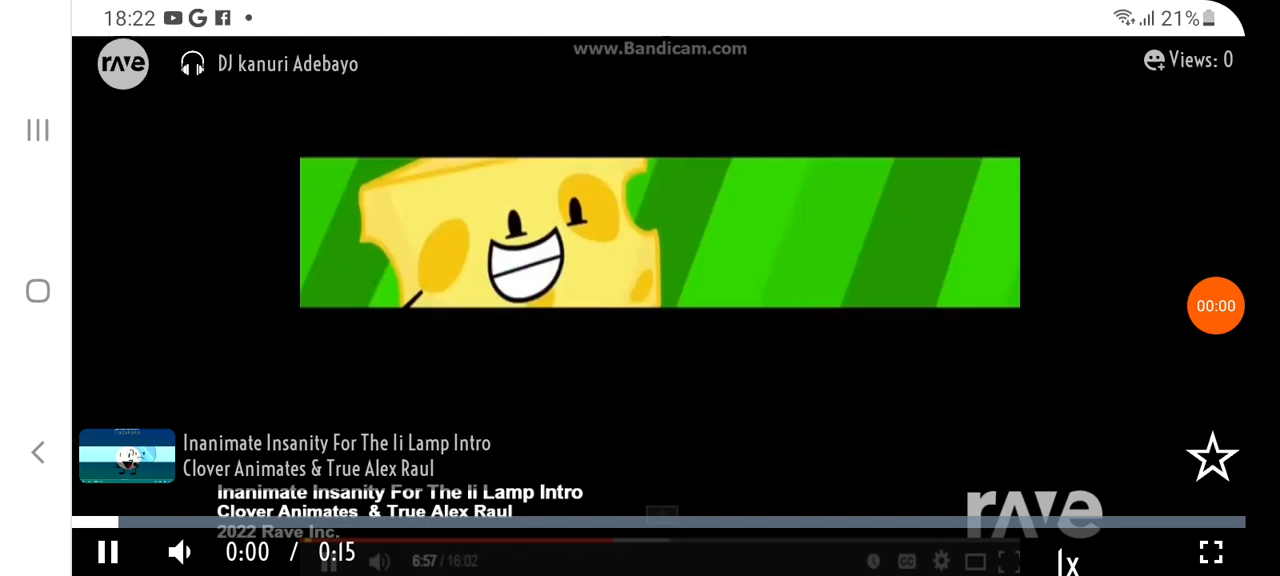 18:22
21%
www.Bandicam.com
rave
DJ kanuri Adebayo
Views: 0
00:00
Inanimate Insanity For The Ii Lamp Intro
Clover Animates & True Alex Raul
Inanimate Insanity For The Ii Lamp Intro
Clover Animates & True Alex Raul
2022 Rave Inc.
rave
0:00 / 0:15
6:57 / 16:02
CC
1x